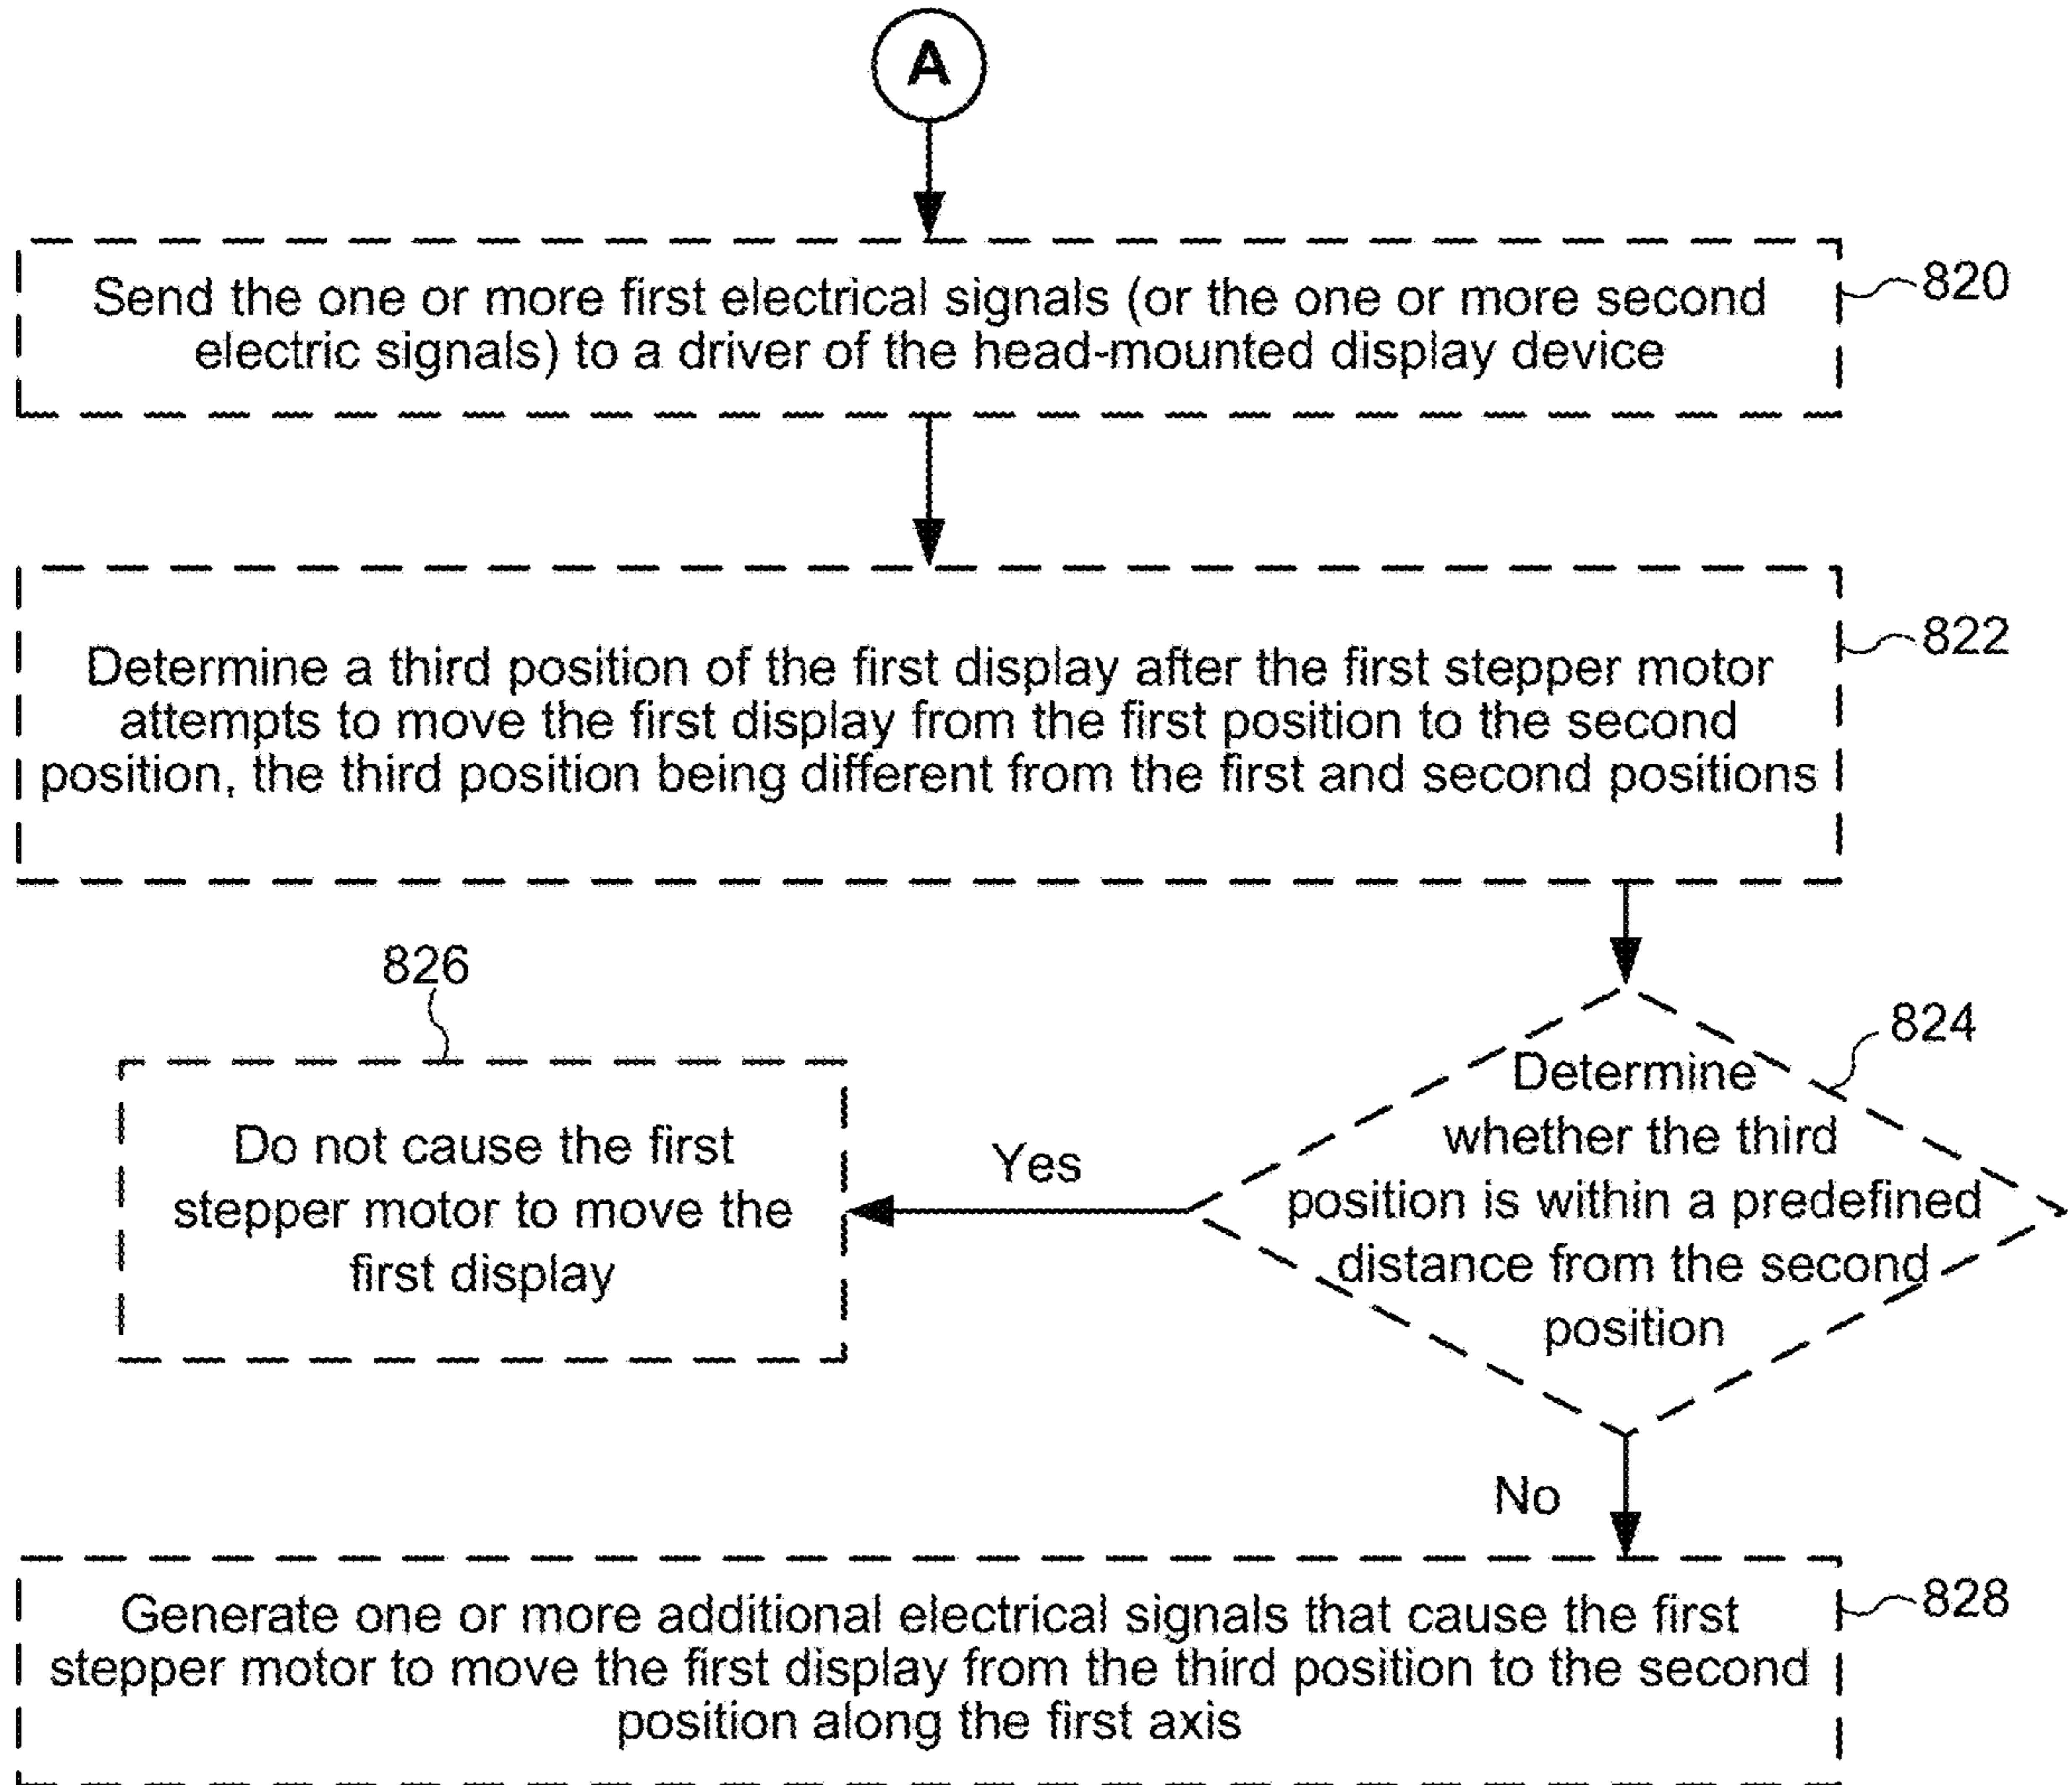 A
Send the one or more first electrical signals (or the one or more second
electric signals) to a driver of the head-mounted display device
820
Determine a third position of the first display after the first stepper motor
attempts to move the first display from the first position to the second
position, the third position being different from the first and second positions
822
826
Do not cause the first
stepper motor to move the
first display
Yes
824
Determine
whether the third
position is within a predefined
distance from the second
position
No
Generate one or more additional electrical signals that cause the first
stepper motor to move the first display from the third position to the second
position along the first axis
828